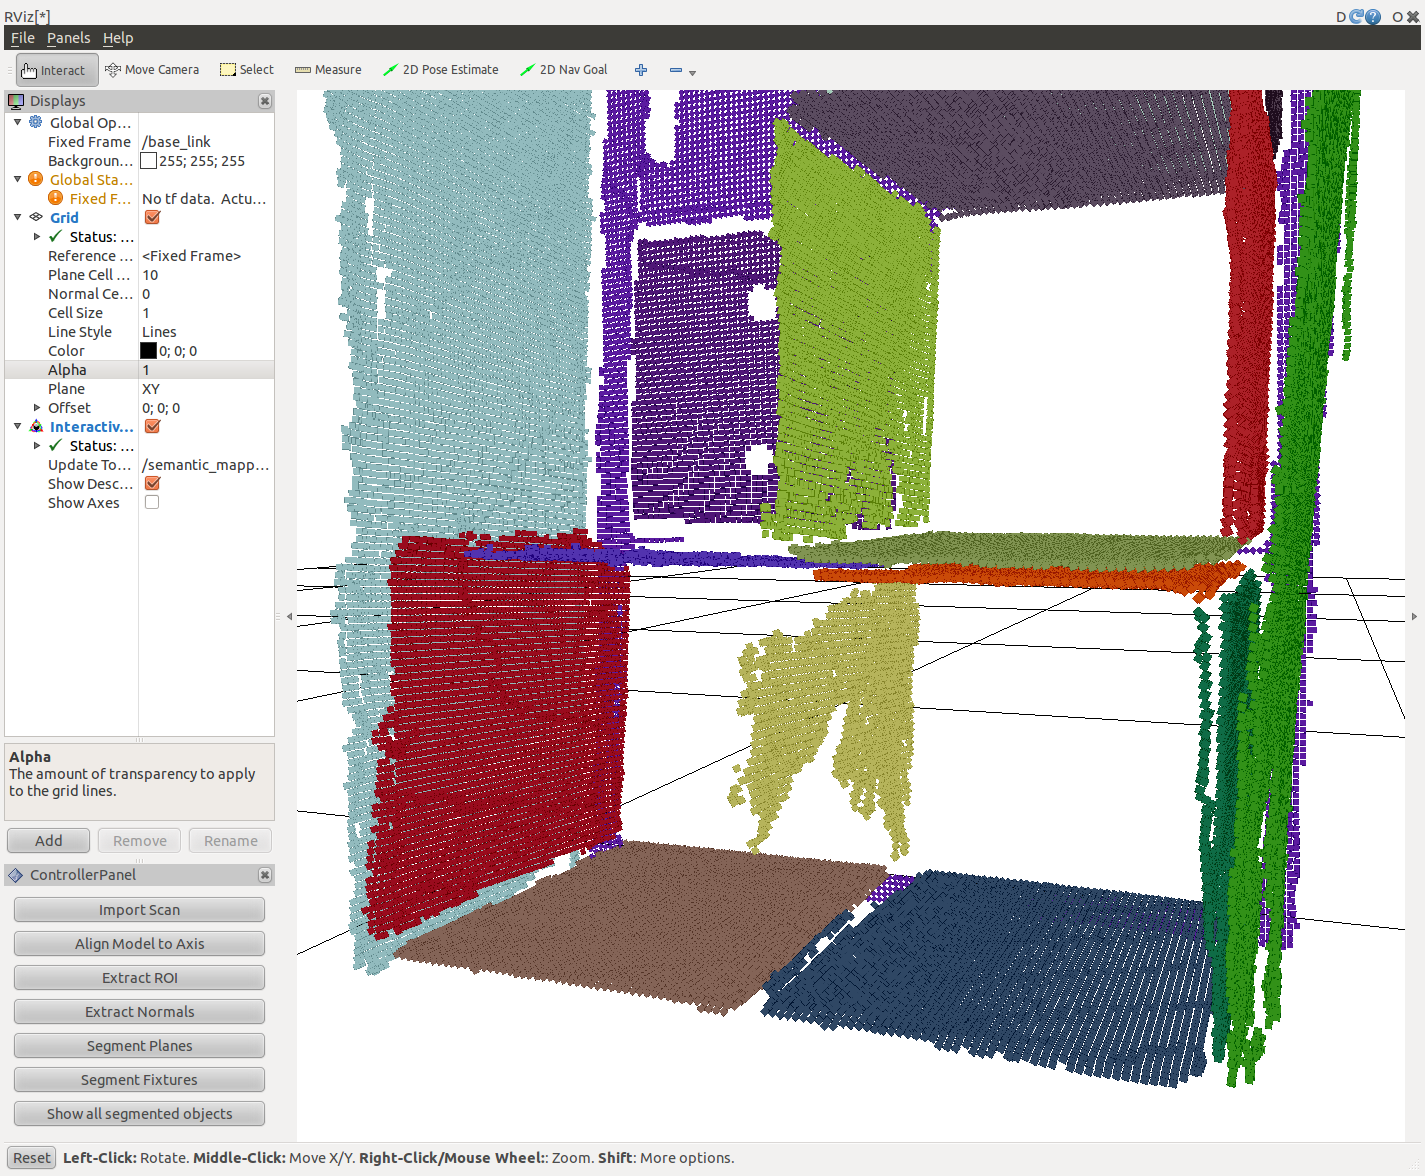 RViz[*]
D O
File Panels Help
Interact Move Camera Select Measure 2D Pose Estimate 2D Nav Goal
Displays
Global Op...
Fixed Frame /base_link
Backgroun... 255; 255; 255
Global Sta...
Fixed F... No tf data. Actu...
Grid
Status: ...
Reference ... <Fixed Frame>
Plane Cell ... 10
Normal Ce... 0
Cell Size 1
Line Style Lines
Color 0; 0; 0
Alpha 1
Plane XY
Offset 0; 0; 0
Interactiv...
Status: ...
Update To... /semantic_mapp...
Show Desc...
Show Axes
Alpha
The amount of transparency to apply
to the grid lines.
Add Remove Rename
ControllerPanel
Import Scan
Align Model to Axis
Extract ROI
Extract Normals
Segment Planes
Segment Fixtures
Show all segmented objects
Reset Left-Click: Rotate. Middle-Click: Move X/Y. Right-Click/Mouse Wheel:: Zoom. Shift: More options.